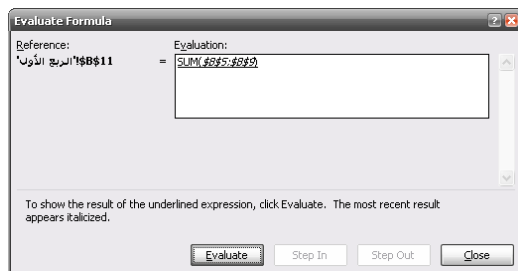 Evaluate Formula
Reference:
Evaluation:
'الربع الأول'!$B$11
=
SUM($B$5:$B$9)
To show the result of the underlined expression, click Evaluate. The most recent result
appears italicized.
Evaluate
Step In
Step Out
Close